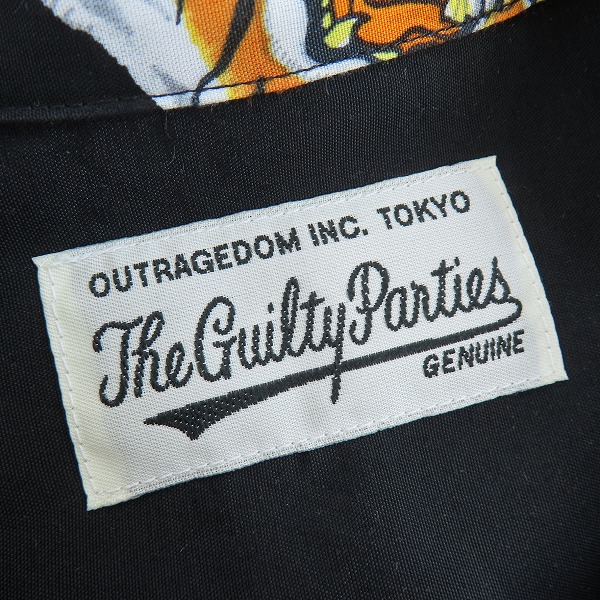 OUTRAGEDOM INC. TOKYO
The Guilty Parties
GENUINE